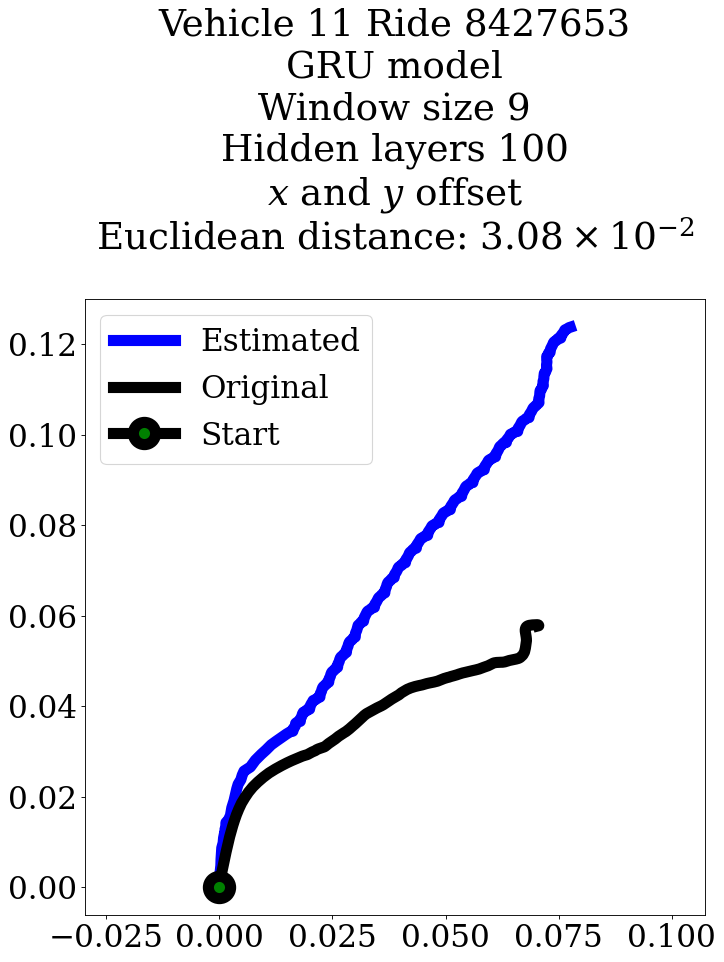 Vehicle 11 Ride 8427653
GRU model
Window size 9
Hidden layers 100
x and y offset
Euclidean distance: 3.08 × 10⁻²
Estimated
Original
Start
0.12
0.10
0.08
0.06
0.04
0.02
0.00
−0.025 0.000 0.025 0.050 0.075 0.100